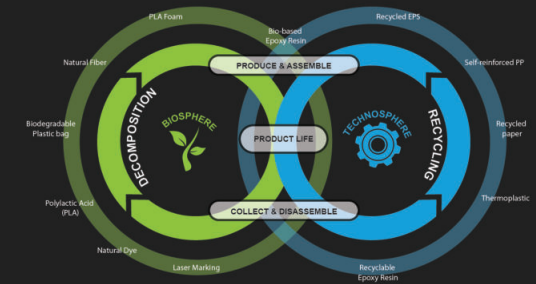 PLA Foam
Recycled EPS
Bio-based
Epoxy Resin
Natural Fiber
PRODUCE & ASSEMBLE
Self-reinforced PP
DECOMPOSITION
BIOSPHERE
TECHNOSPHERE
RECYCLING
Biodegradable
Plastic bag
PRODUCT LIFE
Recycled
paper
Polylactic Acid
(PLA)
COLLECT & DISASSEMBLE
Thermoplastic
Natural Dye
Laser Marking
Recyclable
Epoxy Resin